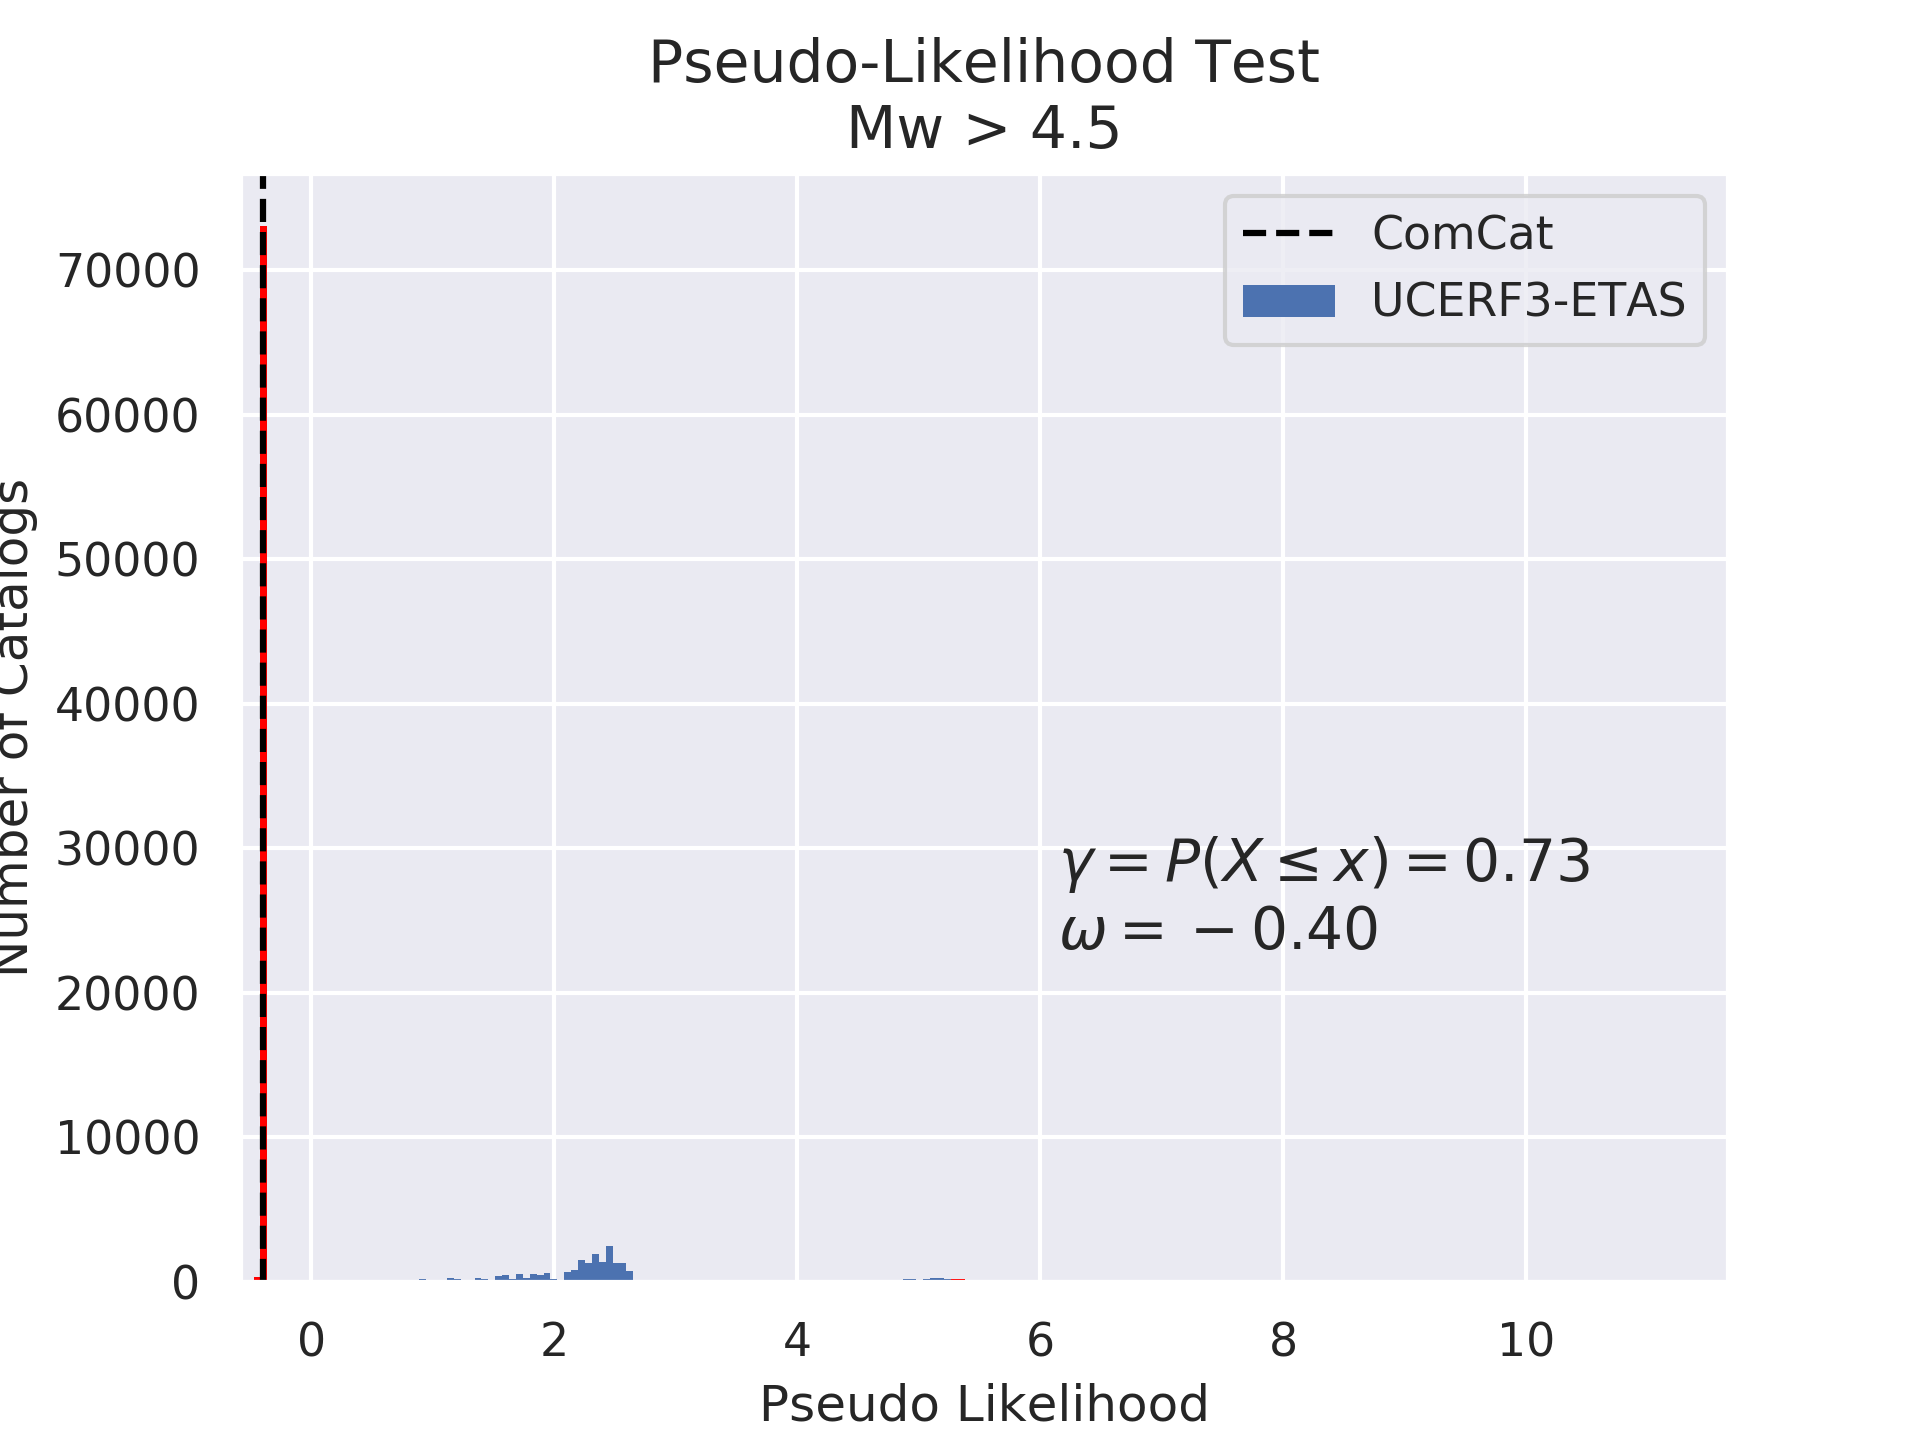 Pseudo-Likelihood Test
Mw > 4.5
ComCat
UCERF3-ETAS
70000
60000
50000
40000
30000
20000
10000
0
Number of Catalogs
γ = P(X ≤ x) = 0.73
ω = − 0.40
0 2 4 6 8 10
Pseudo Likelihood